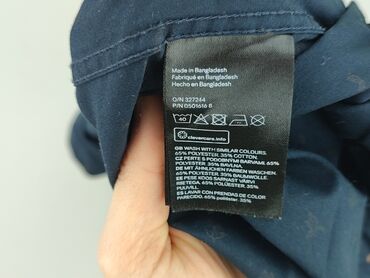 Made in Bangladesh
Fabriqué en Bangladesh
Hecho en Bangladesh
O/N 327244
P/N 0501616 B
40
clevercare.info
GB WASH WITH SIMILAR COLOURS.
65% POLYESTER. 35% COTTON.
CZ PERTE S PODOBNÝMI BARVAMI. 65%
POLYESTER. 35% BAVLNA.
DE MIT ÄHNLICHEN FARBEN WASCHEN.
65% POLYESTER. 35% BAUMWOLLE.
EE PESE KOOS SARNAST VÄRVI
RIIETEGA. 65% POLÜESTER. 35%
PUUVILL.
ES LAVAR CON PRENDAS DE COLOR
PARECIDO. 65% poliéster. 35%